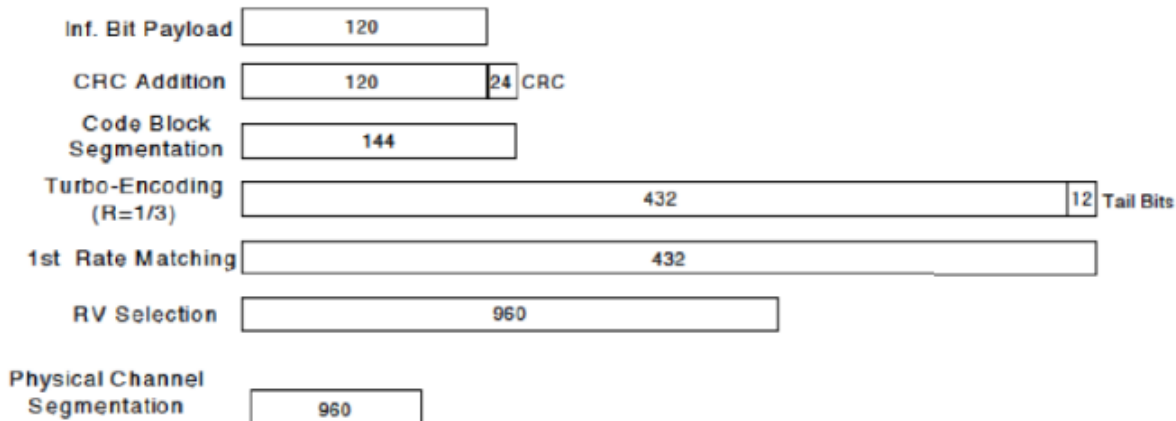 Inf. Bit Payload 120
CRC Addition 120 24 CRC
Code Block
Segmentation 144
Turbo-Encoding
(R=1/3) 432 12 Tail Bits
1st Rate Matching 432
RV Selection 960
Physical Channel
Segmentation 960